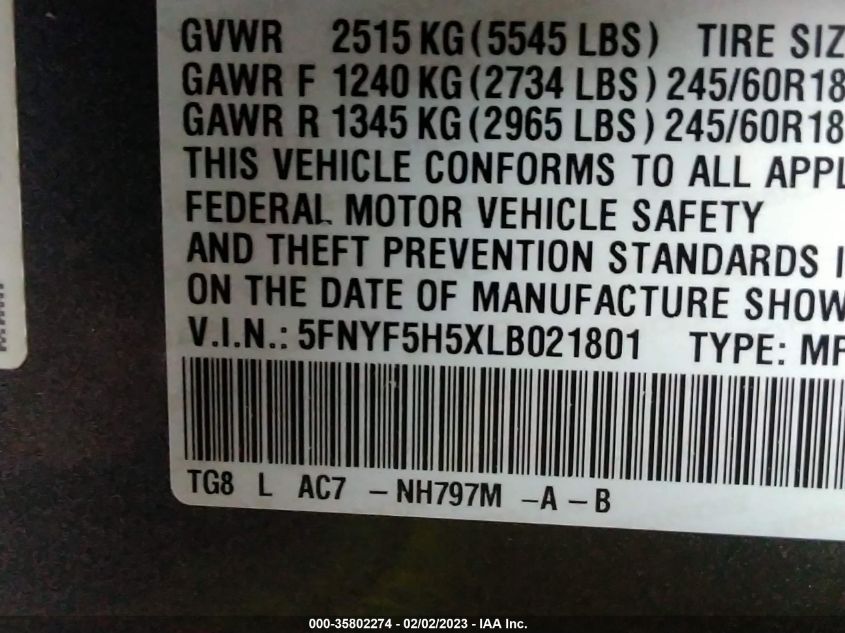 GVWR 2515 KG (5545 LBS) TIRE SIZ
GAWR F 1240 KG (2734 LBS) 245/60R18
GAWR R 1345 KG (2965 LBS) 245/60R18
THIS VEHICLE CONFORMS TO ALL APPL
FEDERAL MOTOR VEHICLE SAFETY
AND THEFT PREVENTION STANDARDS I
ON THE DATE OF MANUFACTURE SHOW
V.I.N.: 5FNYF5H5XLB021801 TYPE: MP
TG8 L AC7 - NH797M - A - B
000-35802274 - 02/02/2023 - IAA Inc.